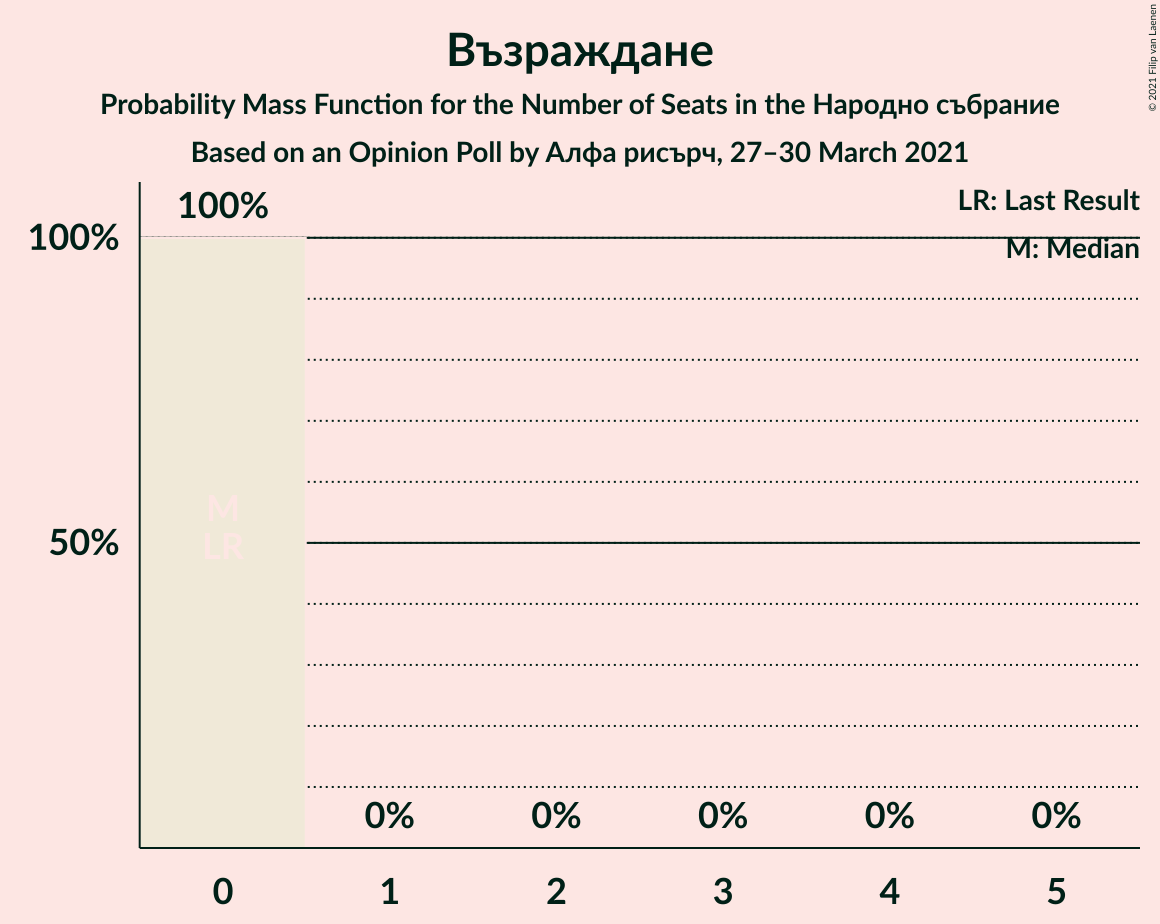 Възраждане
Probability Mass Function for the Number of Seats in the Народно събрание
Based on an Opinion Poll by Алфа рисърч, 27–30 March 2021
© 2021 Filip van Laenen
LR: Last Result
M: Median
100%
100%
50%
M
LR
0% 0% 0% 0% 0%
0 1 2 3 4 5